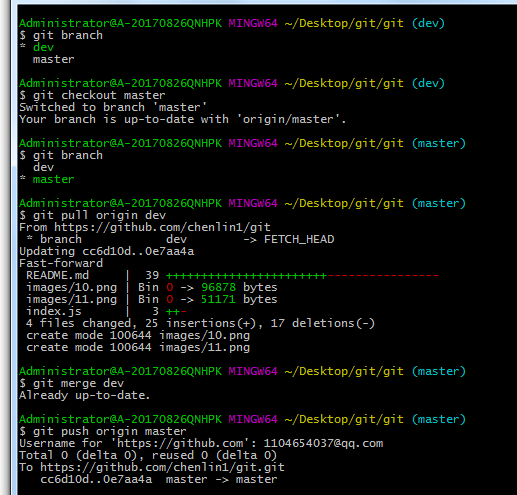 Administrator@A-20170826QNHPK MINGW64 ~/Desktop/git/git (dev)
$ git branch
* dev
  master
Administrator@A-20170826QNHPK MINGW64 ~/Desktop/git/git (dev)
$ git checkout master
Switched to branch 'master'
Your branch is up-to-date with 'origin/master'.
Administrator@A-20170826QNHPK MINGW64 ~/Desktop/git/git (master)
$ git branch
  dev
* master
Administrator@A-20170826QNHPK MINGW64 ~/Desktop/git/git (master)
$ git pull origin dev
From https://github.com/chenlin1/git
 * branch            dev        -> FETCH_HEAD
Updating cc6d10d..0e7aa4a
Fast-forward
 README.md     |  39 +++++++++++++++++++++++----------------
 images/10.png | Bin 0 -> 96878 bytes
 images/11.png | Bin 0 -> 51171 bytes
 index.js      |   3 ++-
 4 files changed, 25 insertions(+), 17 deletions(-)
 create mode 100644 images/10.png
 create mode 100644 images/11.png
Administrator@A-20170826QNHPK MINGW64 ~/Desktop/git/git (master)
$ git merge dev
Already up-to-date.
Administrator@A-20170826QNHPK MINGW64 ~/Desktop/git/git (master)
$ git push origin master
Username for 'https://github.com': 1104654037@qq.com
Total 0 (delta 0), reused 0 (delta 0)
To https://github.com/chenlin1/git.git
   cc6d10d..0e7aa4a  master -> master